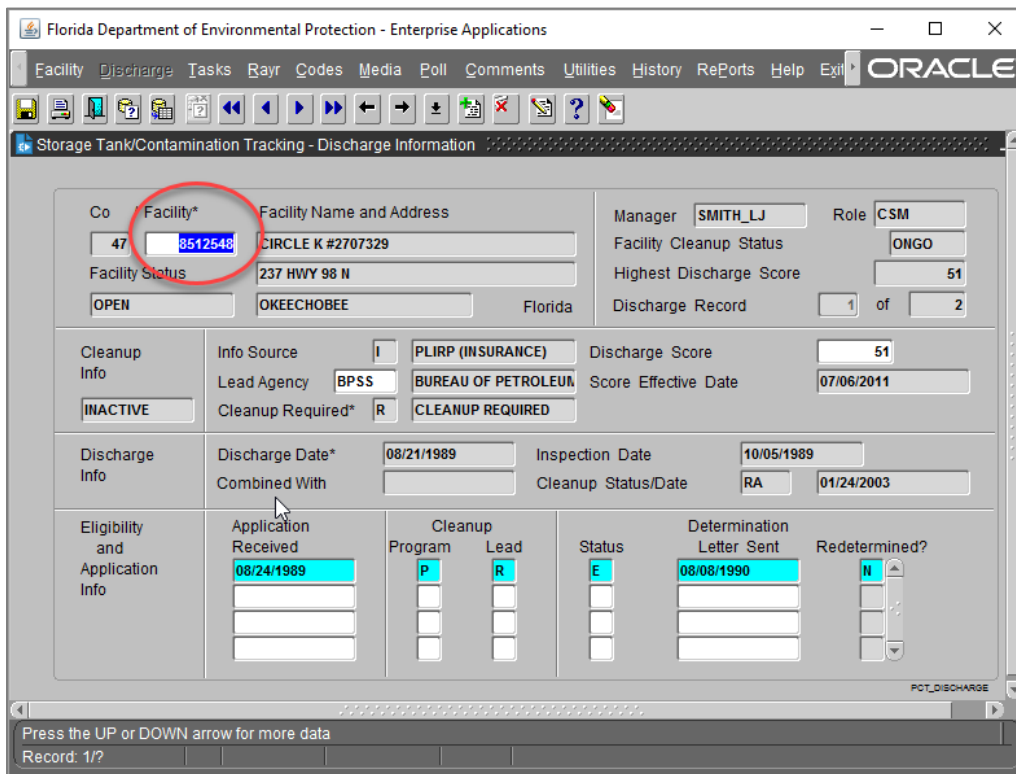 Florida Department of Environmental Protection - Enterprise Applications
Facility Discharge Tasks Rayr Codes Media Poll Comments Utilities History RePorts Help Exit ORACLE
Storage Tank/Contamination Tracking - Discharge Information
Co Facility* Facility Name and Address Manager SMITH_LJ Role CSM
47 8512548 CIRCLE K #2707329 Facility Cleanup Status ONGO
Facility Status 237 HWY 98 N Highest Discharge Score 51
OPEN OKEECHOBEE Florida Discharge Record 1 of 2
Cleanup Info Source I PLIRP (INSURANCE) Discharge Score 51
Info Lead Agency BPSS BUREAU OF PETROLEUM Score Effective Date 07/06/2011
INACTIVE Cleanup Required* R CLEANUP REQUIRED
Discharge Discharge Date* 08/21/1989 Inspection Date 10/05/1989
Info Combined With Cleanup Status/Date RA 01/24/2003
Eligibility Application Cleanup Determination
and Received Program Lead Status Letter Sent Redetermined?
Application 08/24/1989 P R E 08/08/1990 N
Info
PCT_DISCHARGE
Press the UP or DOWN arrow for more data
Record: 1/?